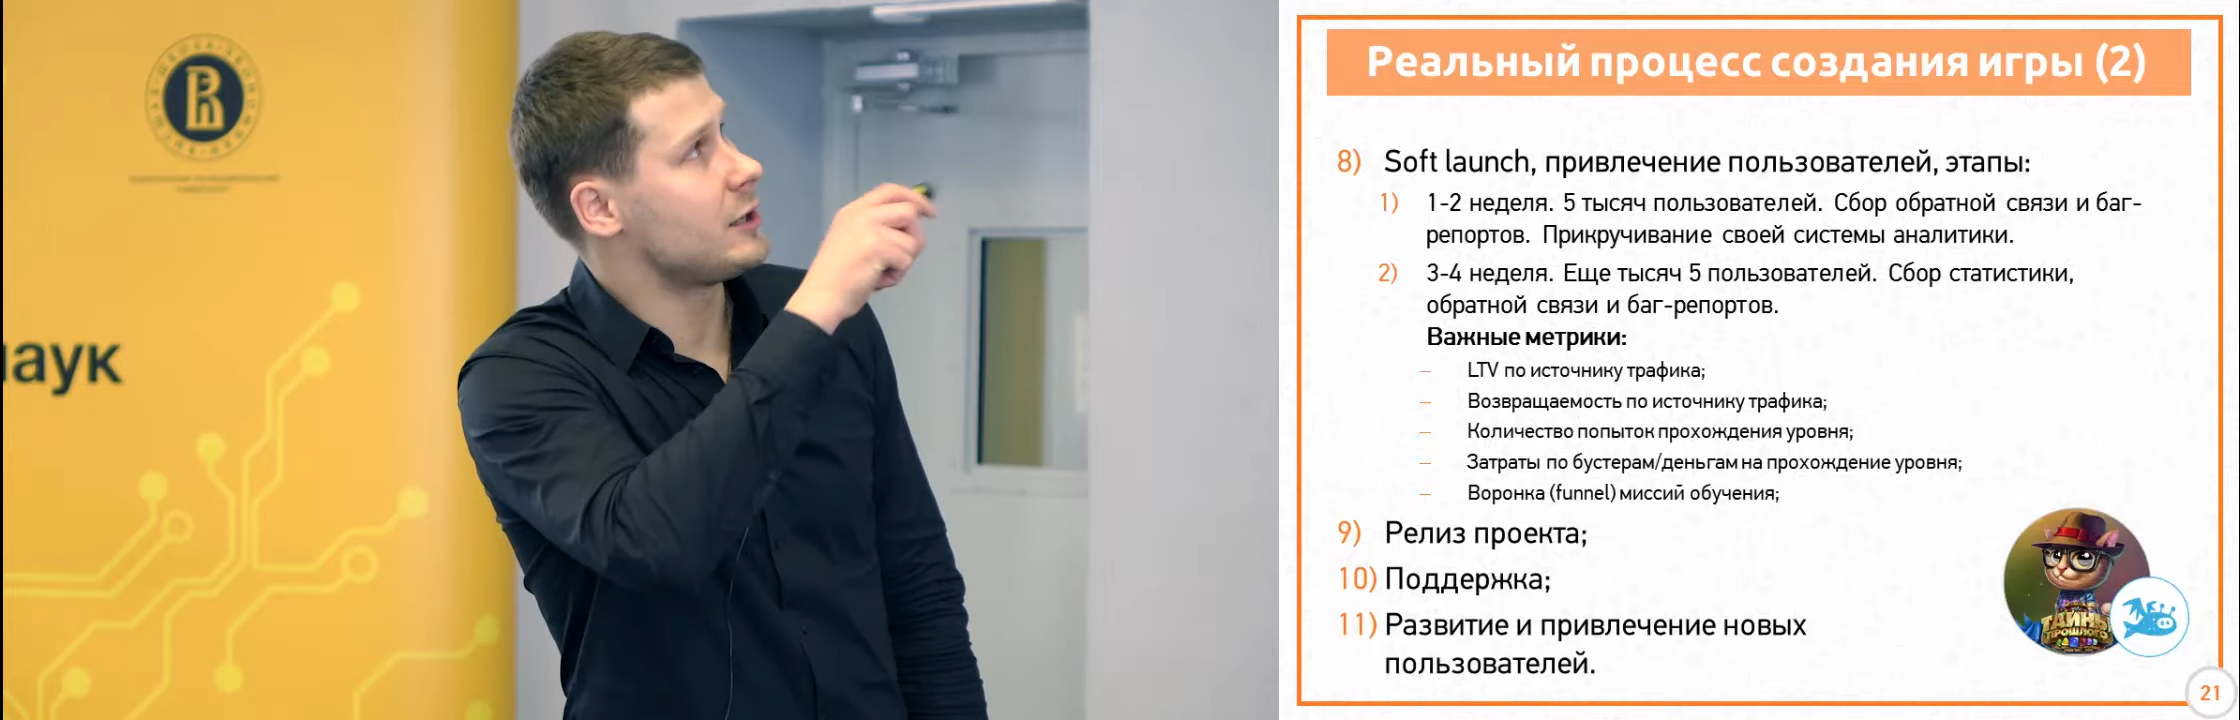 наук
Реальный процесс создания игры (2)
8) Soft launch, привлечение пользователей, этапы:
1) 1-2 неделя. 5 тысяч пользователей. Сбор обратной связи и баг-
репортов. Прикручивание своей системы аналитики.
2) 3-4 неделя. Еще тысяч 5 пользователей. Сбор статистики,
обратной связи и баг-репортов.
Важные метрики:
– LTV по источнику трафика;
– Возвращаемость по источнику трафика;
– Количество попыток прохождения уровня;
– Затраты по бустерам/деньгам на прохождение уровня;
– Воронка (funnel) миссий обучения;
9) Релиз проекта;
10) Поддержка;
11) Развитие и привлечение новых
пользователей.
ТАЙНЫ
ПРОШЛОГО
21